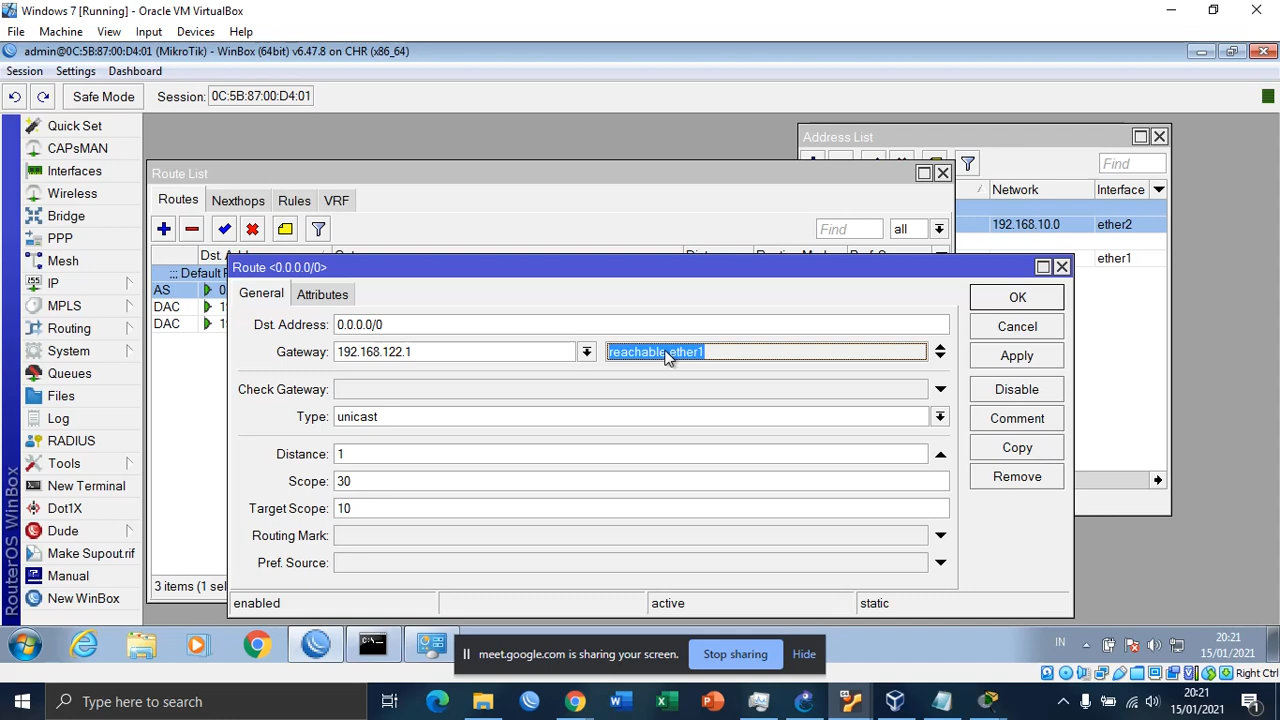 Windows 7 [Running] - Oracle VM VirtualBox
File Machine View Input Devices Help
admin@0C:5B:87:00:D4:01 (MikroTik) - WinBox (64bit) v6.47.8 on CHR (x86_64)
Session Settings Dashboard
Safe Mode Session: 0C:5B:87:00:D4:01
Quick Set
CAPsMAN
Interfaces
Wireless
Bridge
PPP
Mesh
IP
MPLS
Routing
System
Queues
Files
Log
RADIUS
Tools
New Terminal
Dot1X
Dude
Make Supout.rif
Manual
New WinBox
RouterOS WinBox
Address List
Find
Network Interface
192.168.10.0 ether2
ether1
Route List
Routes Nexthops Rules VRF
Find all
;;; Default
AS
DAC
DAC
3 items (1 sel
Route <0.0.0.0/0>
General Attributes
Dst. Address: 0.0.0.0/0
Gateway: 192.168.122.1 reachable ether1
Check Gateway:
Type: unicast
Distance: 1
Scope: 30
Target Scope: 10
Routing Mark:
Pref. Source:
OK
Cancel
Apply
Disable
Comment
Copy
Remove
enabled active static
meet.google.com is sharing your screen. Stop sharing Hide
IN 20:21
15/01/2021
Right Ctrl
Type here to search
20:21
15/01/2021